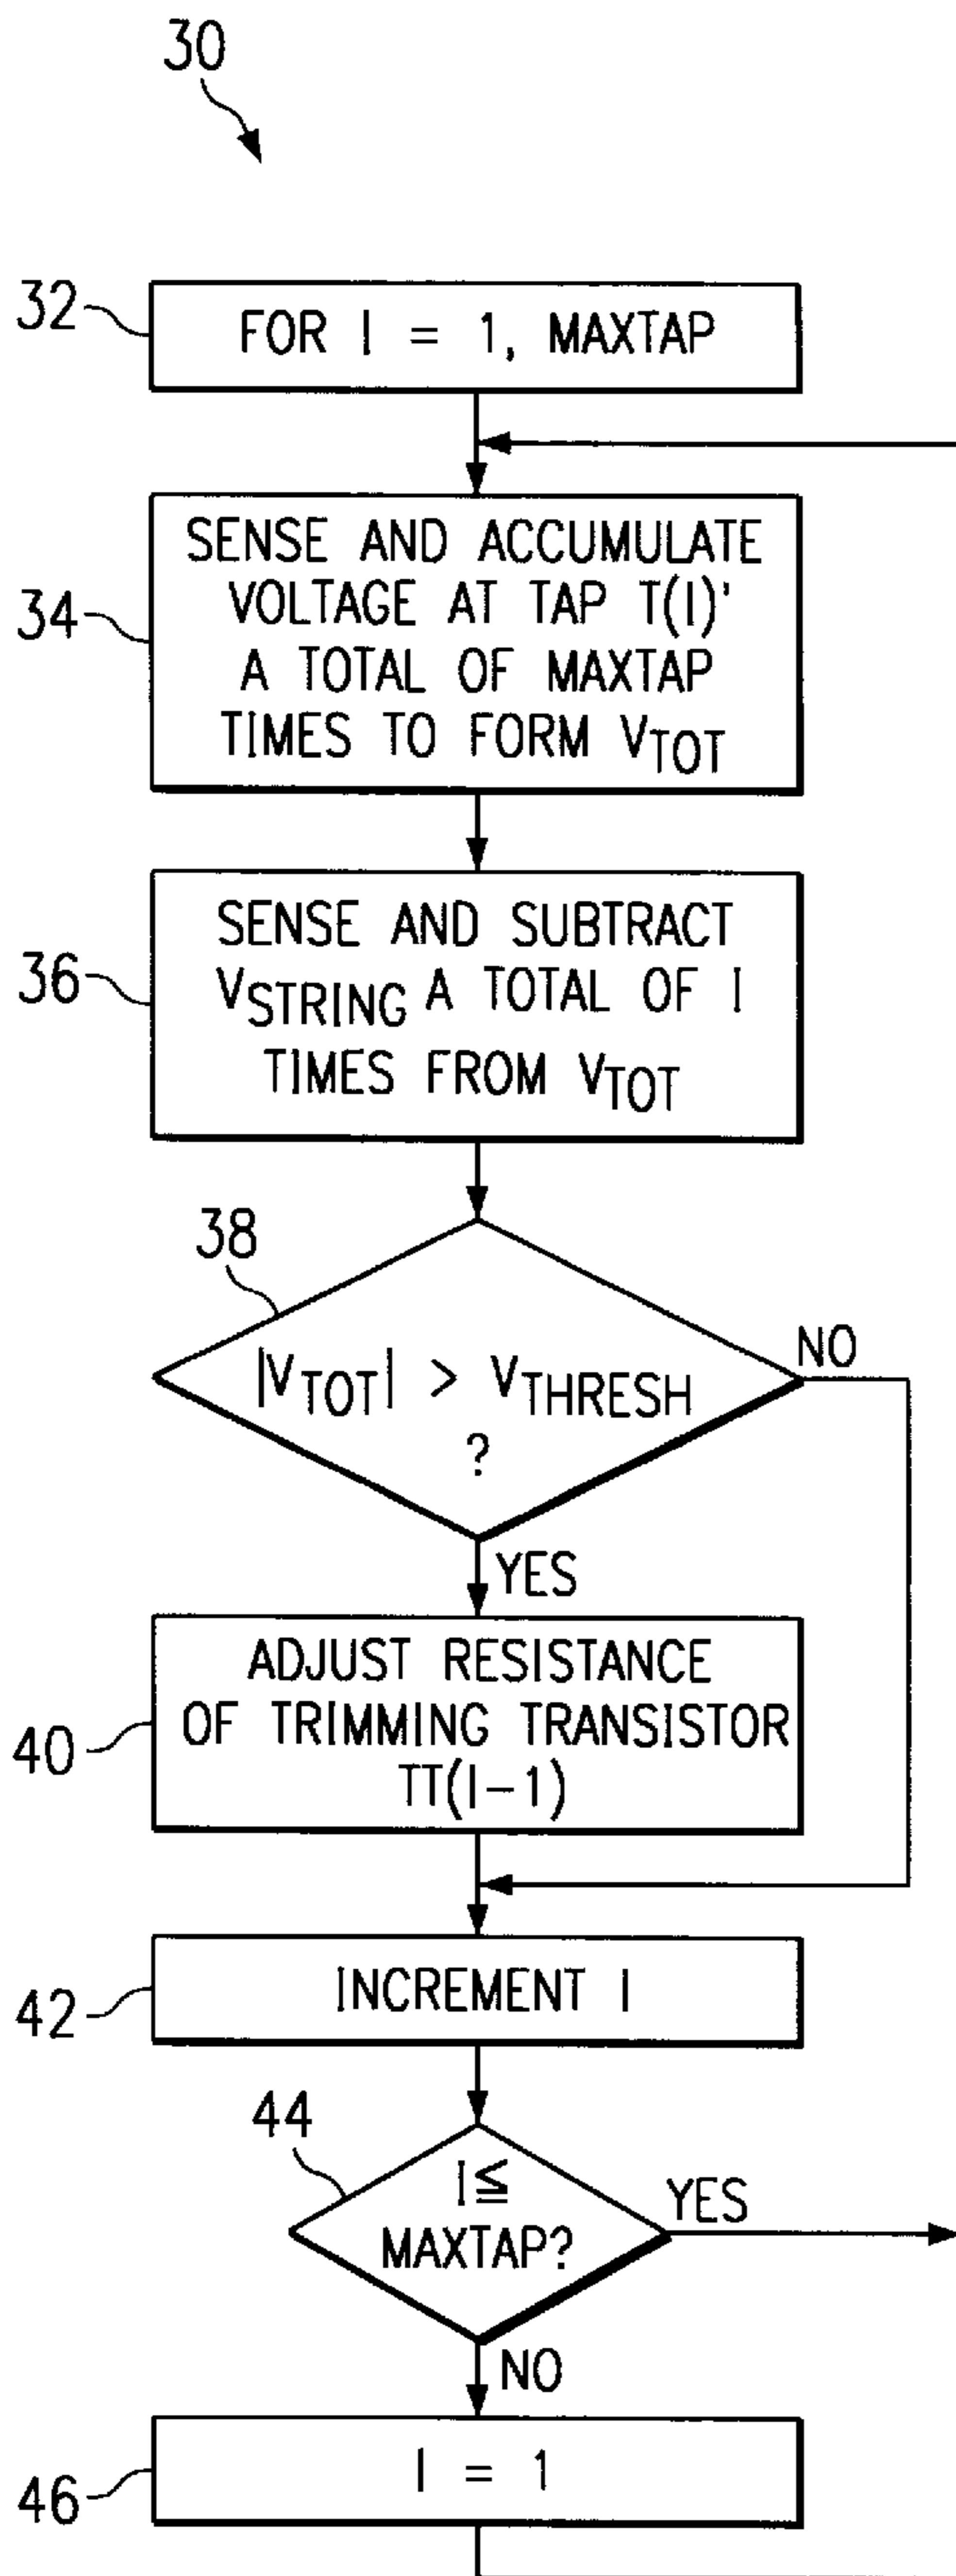 30
32
FOR I = 1, MAXTAP
34
SENSE AND ACCUMULATE
VOLTAGE AT TAP T(I)'
A TOTAL OF MAXTAP
TIMES TO FORM VTOT
36
SENSE AND SUBTRACT
VSTRING A TOTAL OF I
TIMES FROM VTOT
38
|VTOT| > VTHRESH
?
NO
YES
40
ADJUST RESISTANCE
OF TRIMMING TRANSISTOR
TT(I-1)
42
INCREMENT I
44
I≦
MAXTAP?
YES
NO
46
I = 1